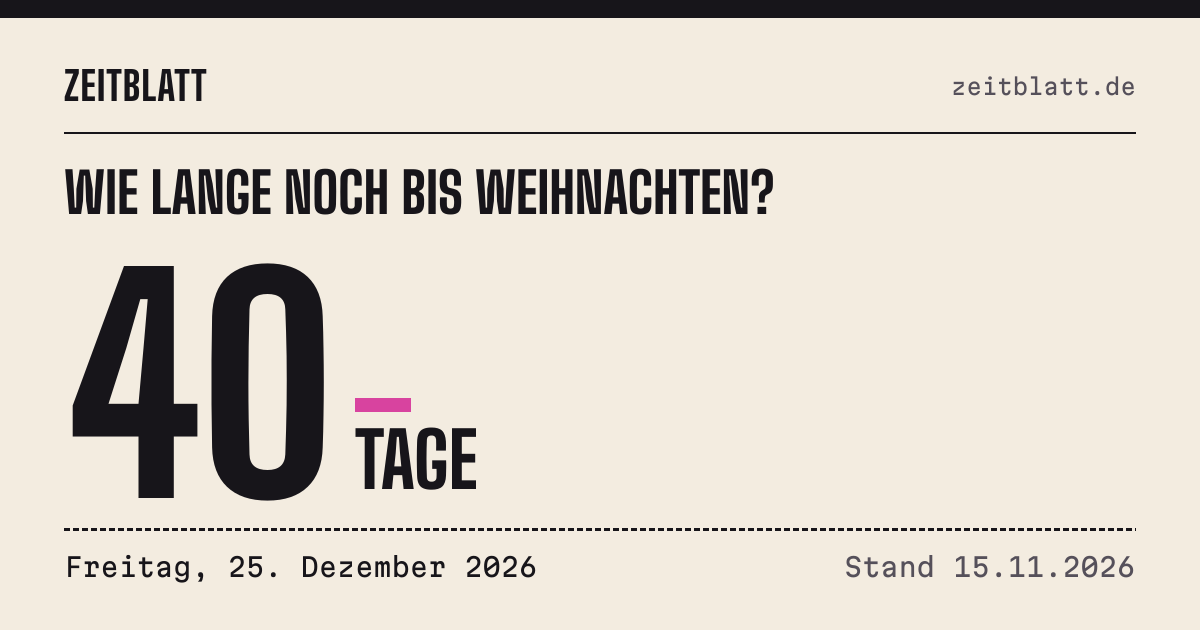 ZEITBLATT
zeitblatt.de
WIE LANGE NOCH BIS WEIHNACHTEN?
40
TAGE
Freitag, 25. Dezember 2026
Stand 15.11.2026